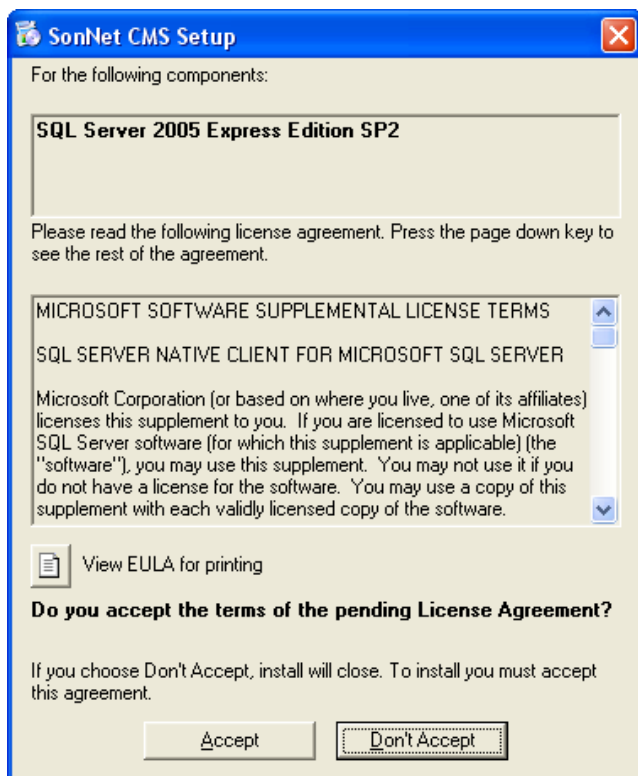 SonNet CMS Setup
For the following components:
SQL Server 2005 Express Edition SP2
Please read the following license agreement. Press the page down key to
see the rest of the agreement.
MICROSOFT SOFTWARE SUPPLEMENTAL LICENSE TERMS
SQL SERVER NATIVE CLIENT FOR MICROSOFT SQL SERVER
Microsoft Corporation (or based on where you live, one of its affiliates)
licenses this supplement to you.  If you are licensed to use Microsoft
SQL Server software (for which this supplement is applicable) (the
"software"), you may use this supplement.  You may not use it if you
do not have a license for the software.  You may use a copy of this
supplement with each validly licensed copy of the software.
View EULA for printing
Do you accept the terms of the pending License Agreement?
If you choose Don't Accept, install will close. To install you must accept
this agreement.
Accept
Don't Accept